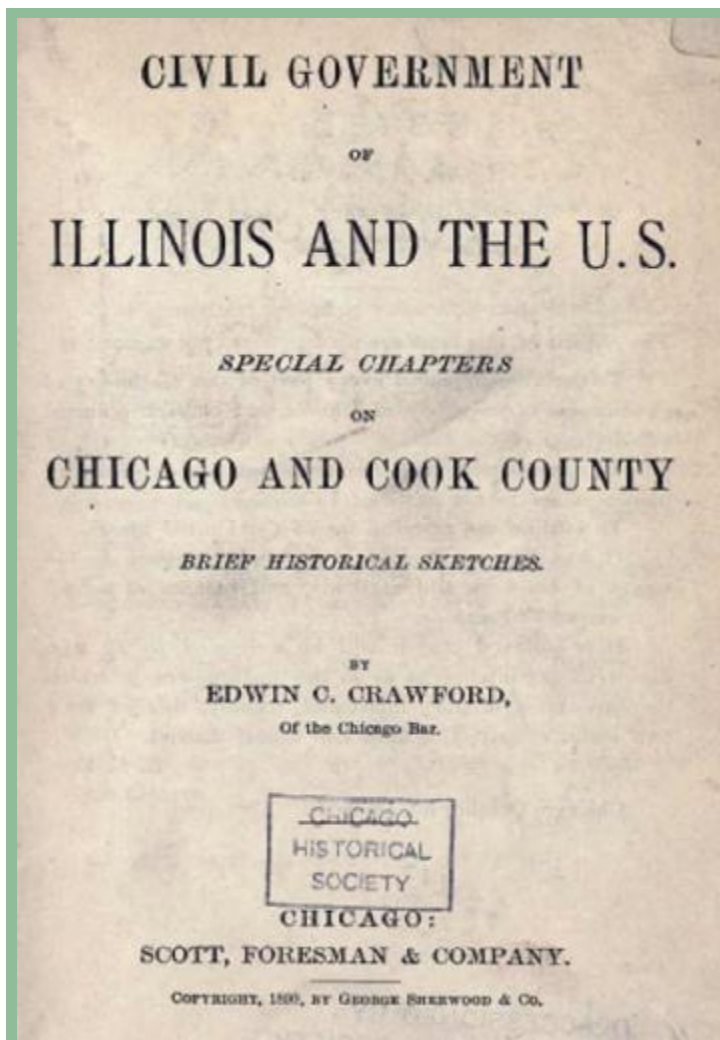 CIVIL GOVERNMENT
OF
ILLINOIS AND THE U.S.
SPECIAL CHAPTERS
ON
CHICAGO AND COOK COUNTY
BRIEF HISTORICAL SKETCHES.
BY
EDWIN C. CRAWFORD,
Of the Chicago Bar.
CHICAGO
HISTORICAL
SOCIETY
CHICAGO:
SCOTT, FORESMAN & COMPANY.
COPYRIGHT, 1890, BY GEORGE SHERWOOD & CO.